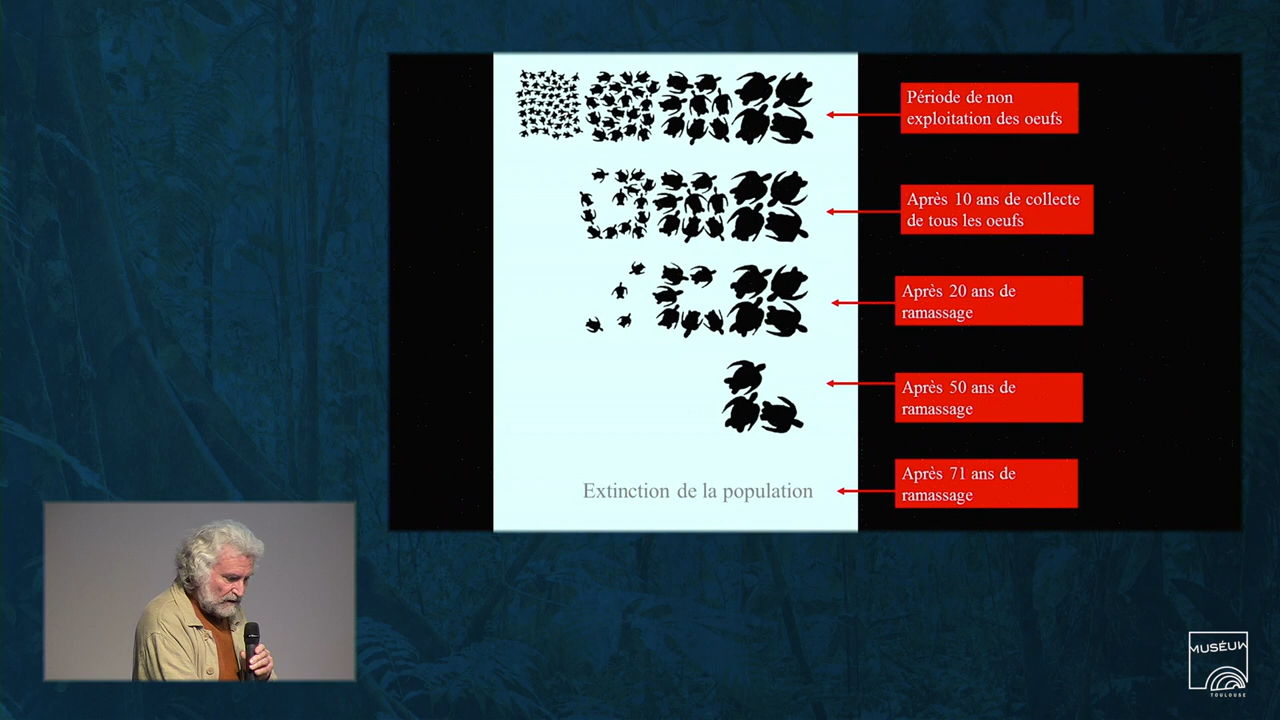 Période de non
exploitation des oeufs
Après 10 ans de collecte
de tous les oeufs
Après 20 ans de
ramassage
Après 50 ans de
ramassage
Extinction de la population
Après 71 ans de
ramassage
MUSÉUM
TOULOUSE